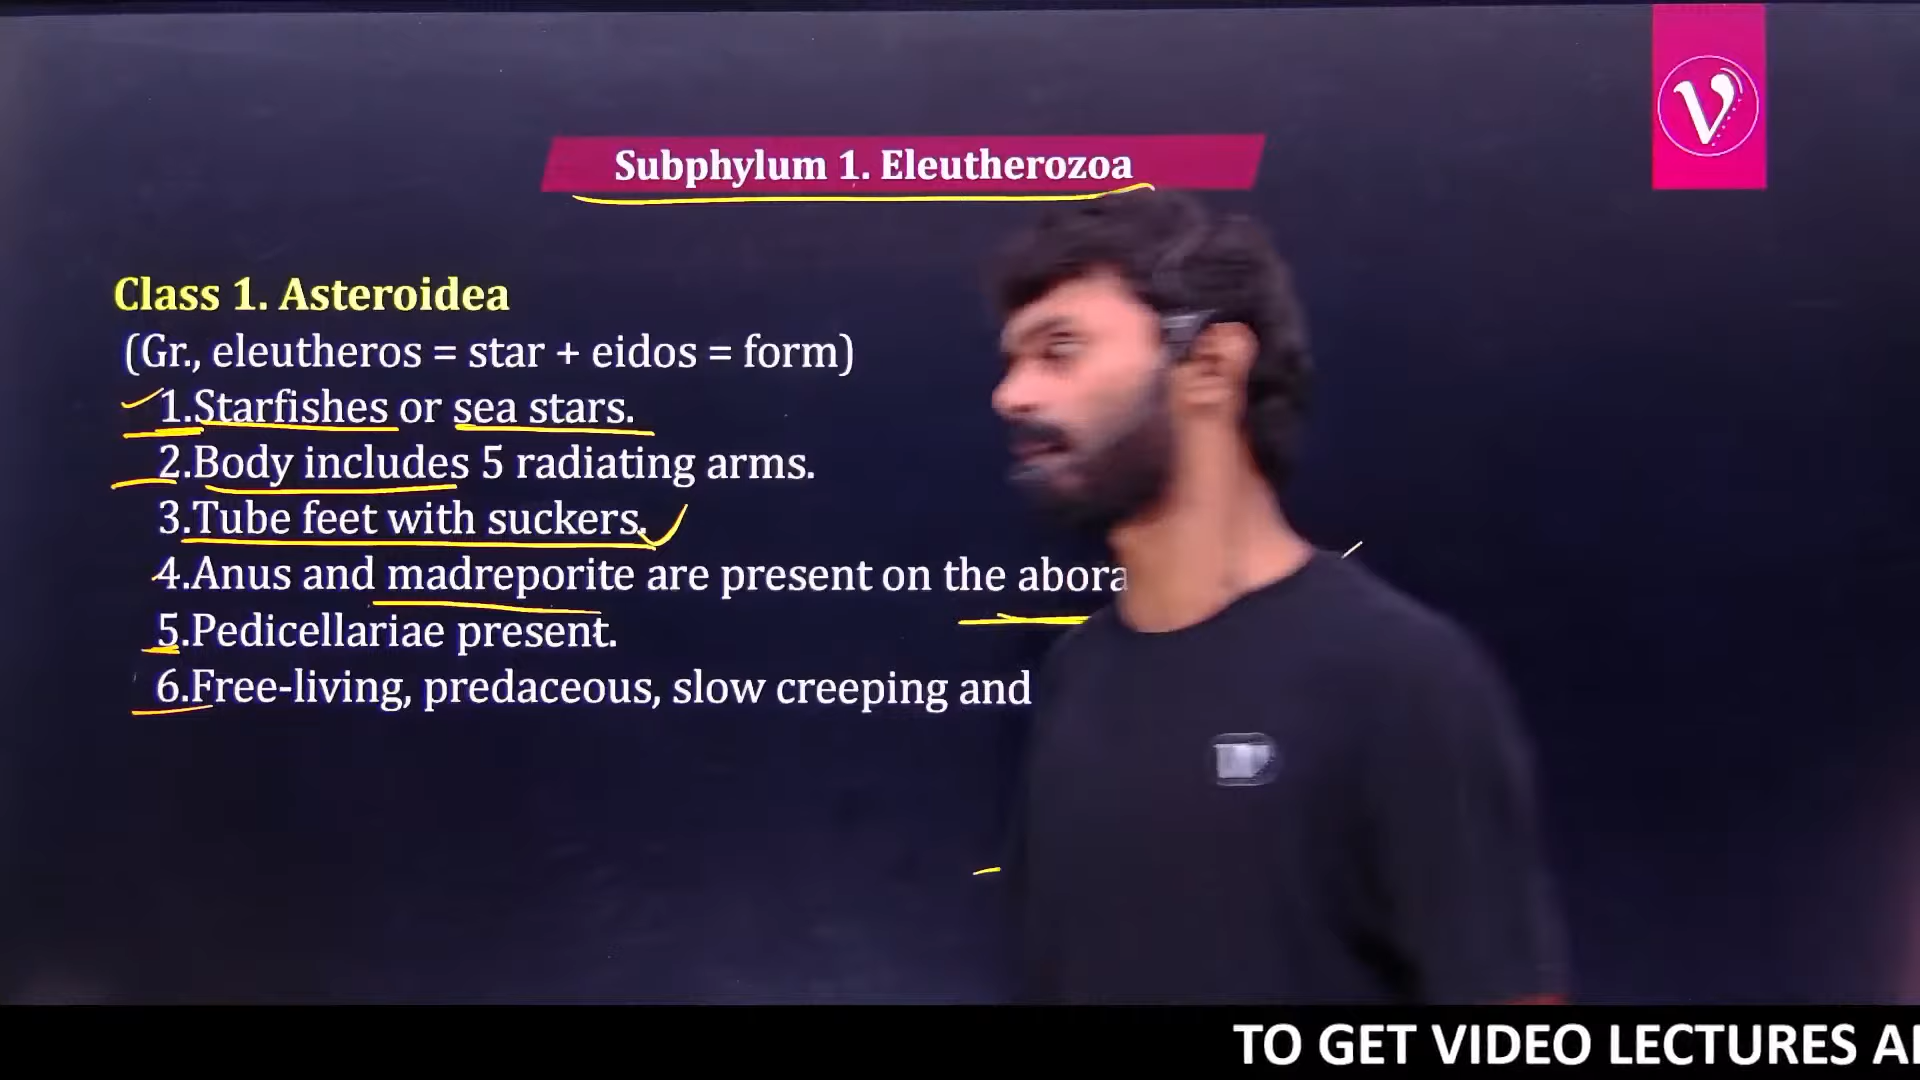 Subphylum 1. Eleutherozoa
Class 1. Asteroidea
(Gr., eleutheros = star + eidos = form)
1.Starfishes or sea stars.
2.Body includes 5 radiating arms.
3.Tube feet with suckers.
4.Anus and madreporite are present on the
5.Pedicellariae present.
6.Free-living, predaceous, slow creeping and
TO GET VIDEO LECTURES